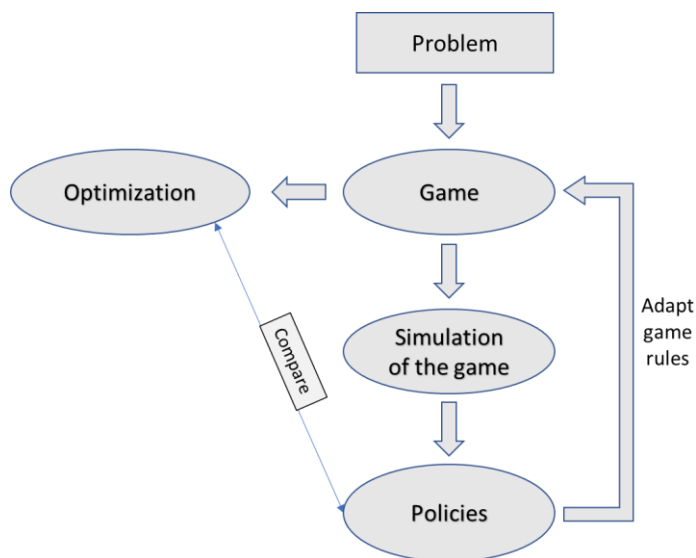 Problem
Optimization
Game
Simulation
of the game
Adapt
game
rules
Compare
Policies